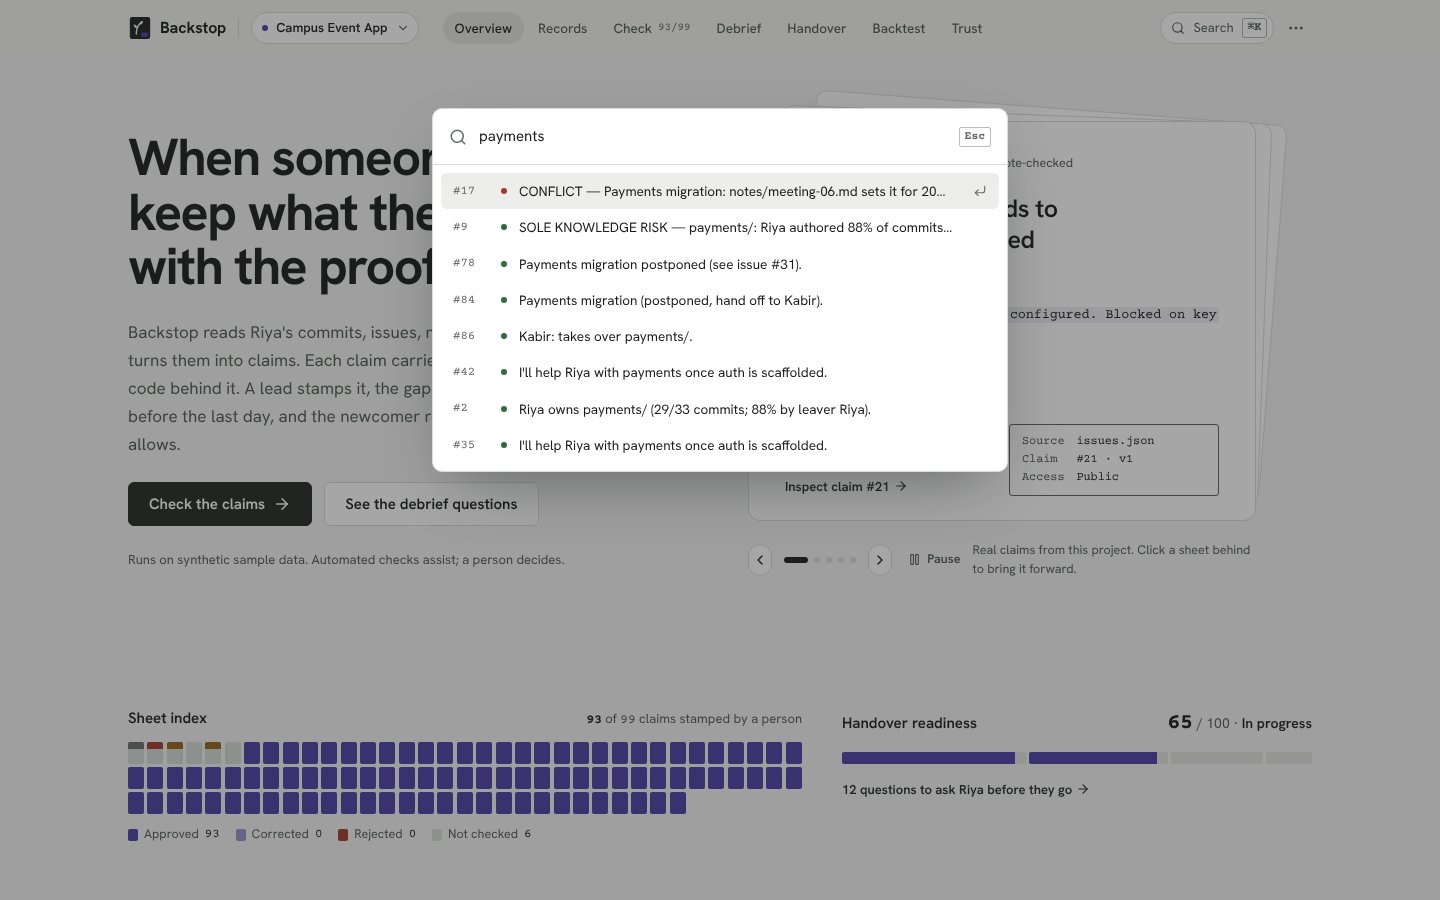 Backstop
Campus Event App
Overview
Records
Check 93/99
Debrief
Handover
Backtest
Trust
Search ⌘K
payments
Esc
#17 CONFLICT — Payments migration: notes/meeting-06.md sets it for 20…
#9 SOLE KNOWLEDGE RISK — payments/: Riya authored 88% of commits…
#78 Payments migration postponed (see issue #31).
#84 Payments migration (postponed, hand off to Kabir).
#86 Kabir: takes over payments/.
#42 I'll help Riya with payments once auth is scaffolded.
#2 Riya owns payments/ (29/33 commits; 88% by leaver Riya).
#35 I'll help Riya with payments once auth is scaffolded.
When
keep what
with the proof
Backstop reads Riya's commits, issues,
turns them into claims. Each claim
code behind it. A lead stamps it, the
before the last day, and the newcomer
allows.
Check the claims →
See the debrief questions
Runs on synthetic sample data. Automated checks assist; a person decides.
-checked
to
configured. Blocked on key
Source issues.json
Claim #21 · v1
Access Public
Inspect claim #21 →
Pause
Real claims from this project. Click a sheet behind
to bring it forward.
Sheet index
93 of 99 claims stamped by a person
Approved 93
Corrected 0
Rejected 0
Not checked 6
Handover readiness
65 / 100 · In progress
12 questions to ask Riya before they go →